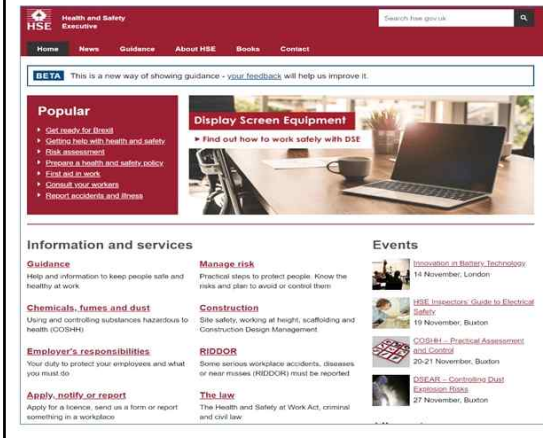 HSE
Health and Safety
Executive
Search hse.gov.uk
Home News Guidance About HSE Books Contact
BETA This is a new way of showing guidance - your feedback will help us improve it.
Popular
Get ready for Brexit
Getting help with health and safety
Risk assessment
Prepare a health and safety policy
First aid in work
Consult your workers
Report accidents and illness
Display Screen Equipment
Find out how to work safely with DSE
Information and services
Guidance
Help and information to keep people safe and
healthy at work
Chemicals, fumes and dust
Using and controlling substances hazardous to
health (COSHH)
Employer's responsibilities
Your duty to protect your employees and what
you must do
Apply, notify or report
Apply for a licence, send us a form or report
something in a workplace
Manage risk
Practical steps to protect people. Know the
risks and plan to avoid or control them
Construction
Site safety, working at height, scaffolding and
Construction Design Management
RIDDOR
Some serious workplace accidents, diseases
or near misses (RIDDOR) must be reported
The law
The Health and Safety at Work Act, criminal
and civil law
Events
Innovation in Battery Technology
14 November, London
HSE Inspectors: Guide to Electrical
Safety
19 November, Buxton
COSHH – Practical Assessment
and Control
20-21 November, Buxton
DSEAR – Controlling Dust
Explosion Risks
27 November, Buxton